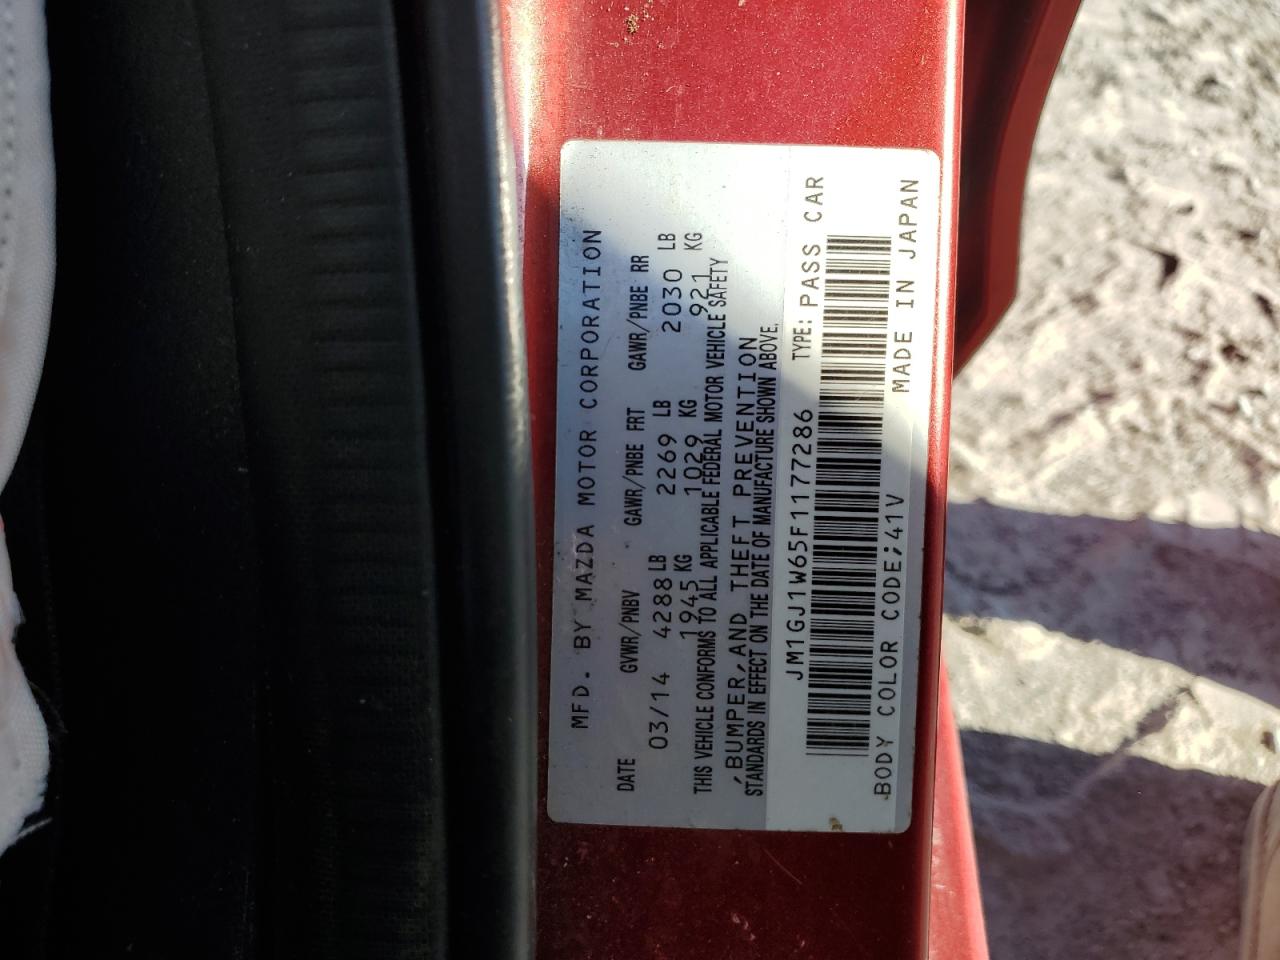 MFD. BY MAZDA MOTOR CORPORATION
DATE GVWR/PNBV GAWR/PNBE FRT GAWR/PNBE RR
03/14 4288 LB 2269 LB 2030 LB
1945 KG 1029 KG 921 KG
THIS VEHICLE CONFORMS TO ALL APPLICABLE FEDERAL MOTOR VEHICLE SAFETY
,BUMPER,AND THEFT PREVENTION
STANDARDS IN EFFECT ON THE DATE OF MANUFACTURE SHOWN ABOVE.
JM1GJ1W65F1177286 TYPE: PASS CAR
BODY COLOR CODE;41V MADE IN JAPAN